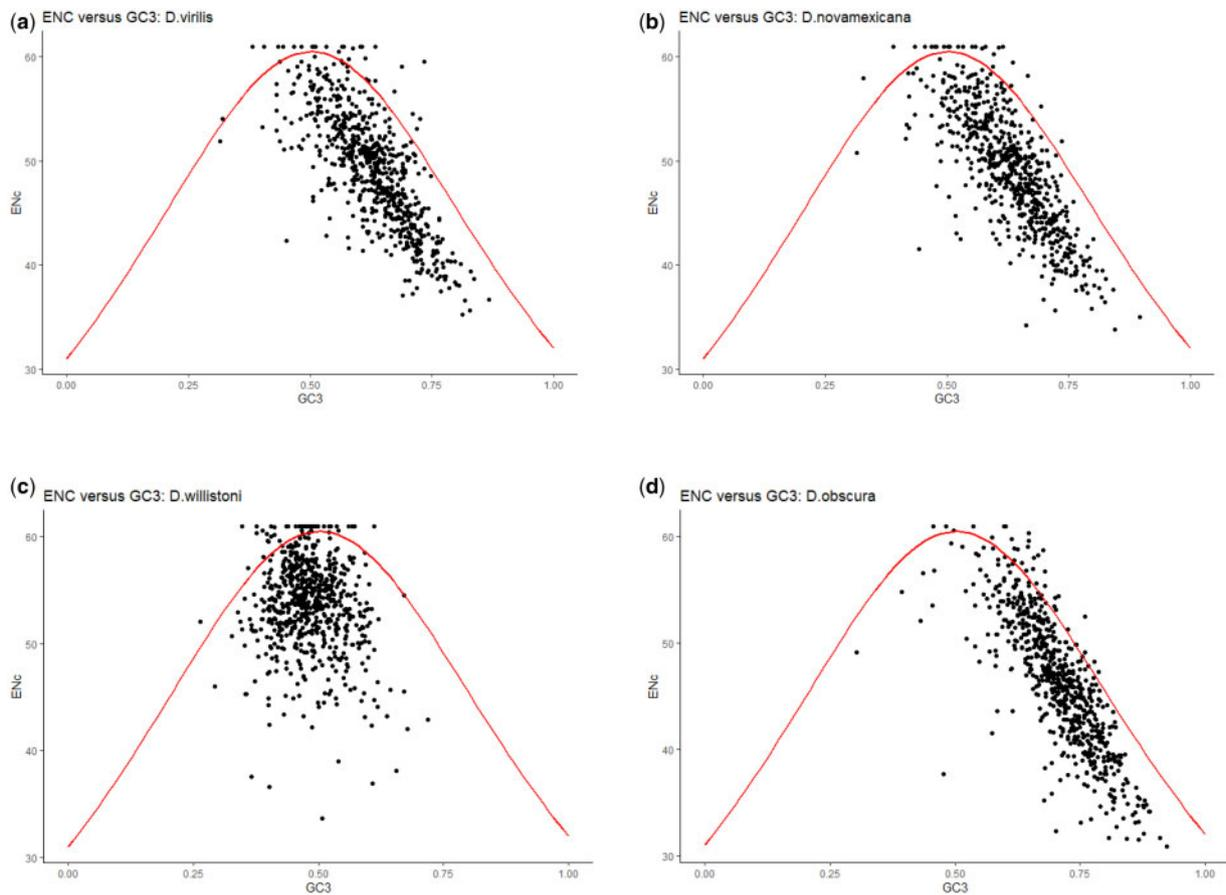 (a) ENC versus GC3: D.virilis
60
50
40
30
ENc
0.00 0.25 0.50 0.75 1.00
GC3
(b) ENC versus GC3: D.novamexicana
60
50
40
30
ENc
0.00 0.25 0.50 0.75 1.00
GC3
(c) ENC versus GC3: D.willistoni
60
50
40
30
ENc
0.00 0.25 0.50 0.75 1.00
GC3
(d) ENC versus GC3: D.obscura
60
50
40
30
ENc
0.00 0.25 0.50 0.75 1.00
GC3